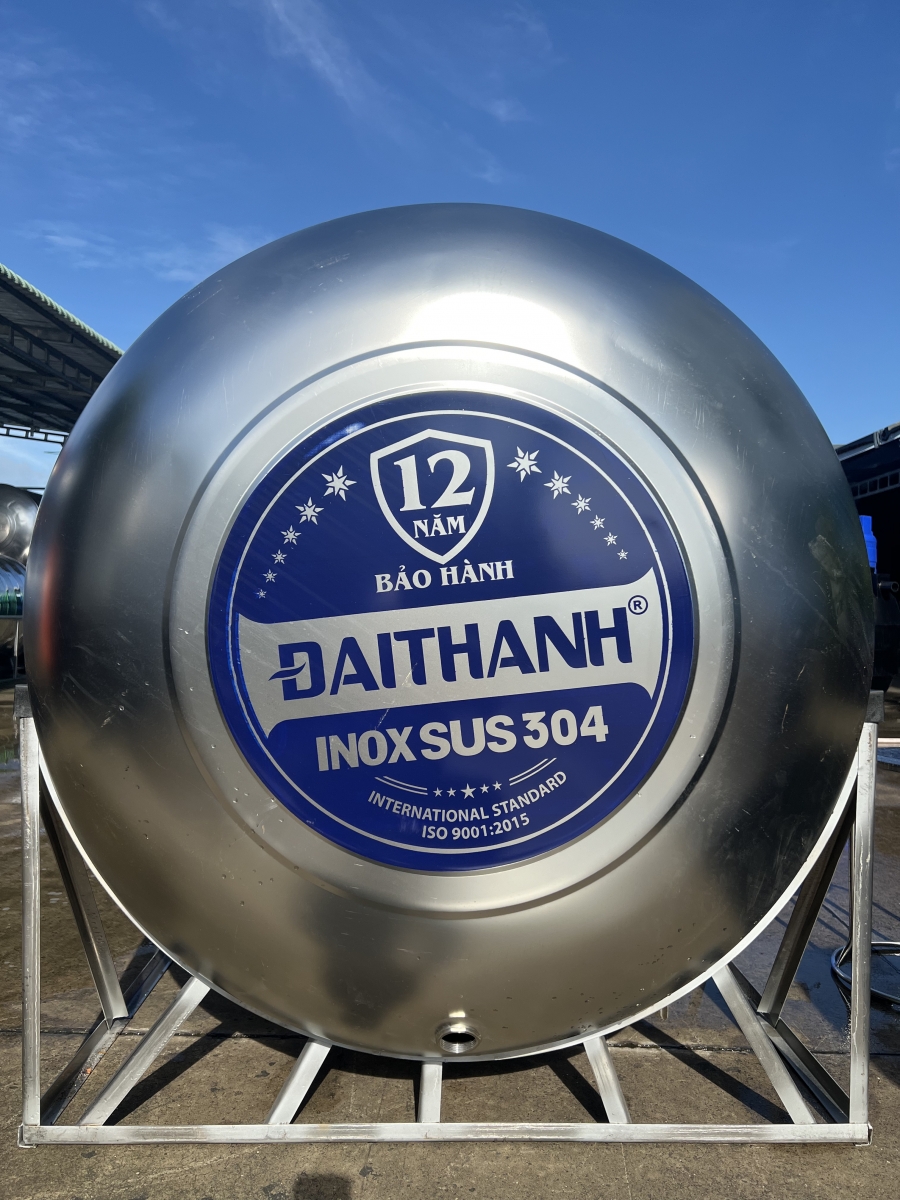 12
NĂM
BẢO HÀNH
ĐAITHANH®
INOX SUS 304
INTERNATIONAL STANDARD
ISO 9001:2015